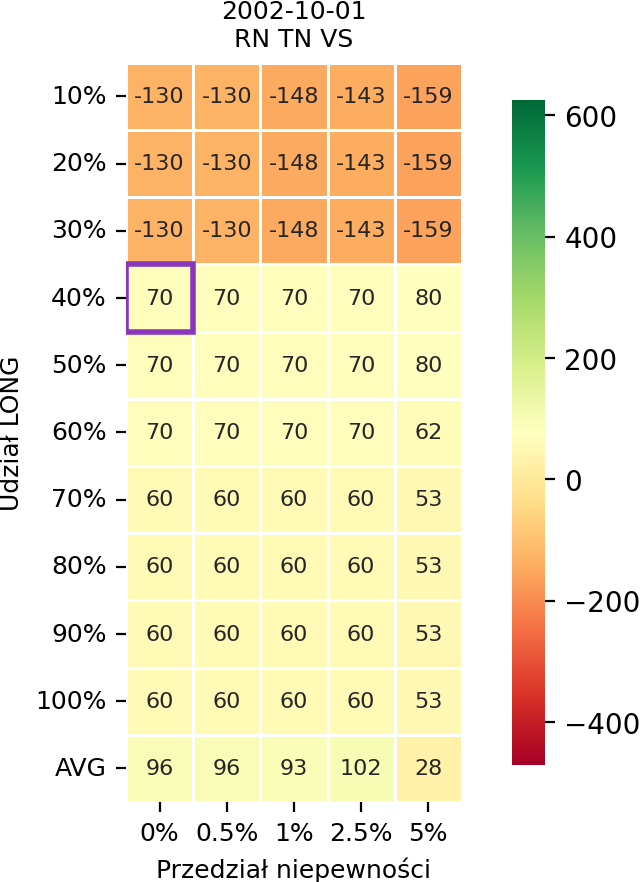 2002-10-01
RN TN VS
Udział LONG
10% -130 -130 -148 -143 -159
20% -130 -130 -148 -143 -159
30% -130 -130 -148 -143 -159
40% 70 70 70 70 80
50% 70 70 70 70 80
60% 70 70 70 70 62
70% 60 60 60 60 53
80% 60 60 60 60 53
90% 60 60 60 60 53
100% 60 60 60 60 53
AVG 96 96 93 102 28
0% 0.5% 1% 2.5% 5%
Przedział niepewności
600
400
200
0
−200
−400